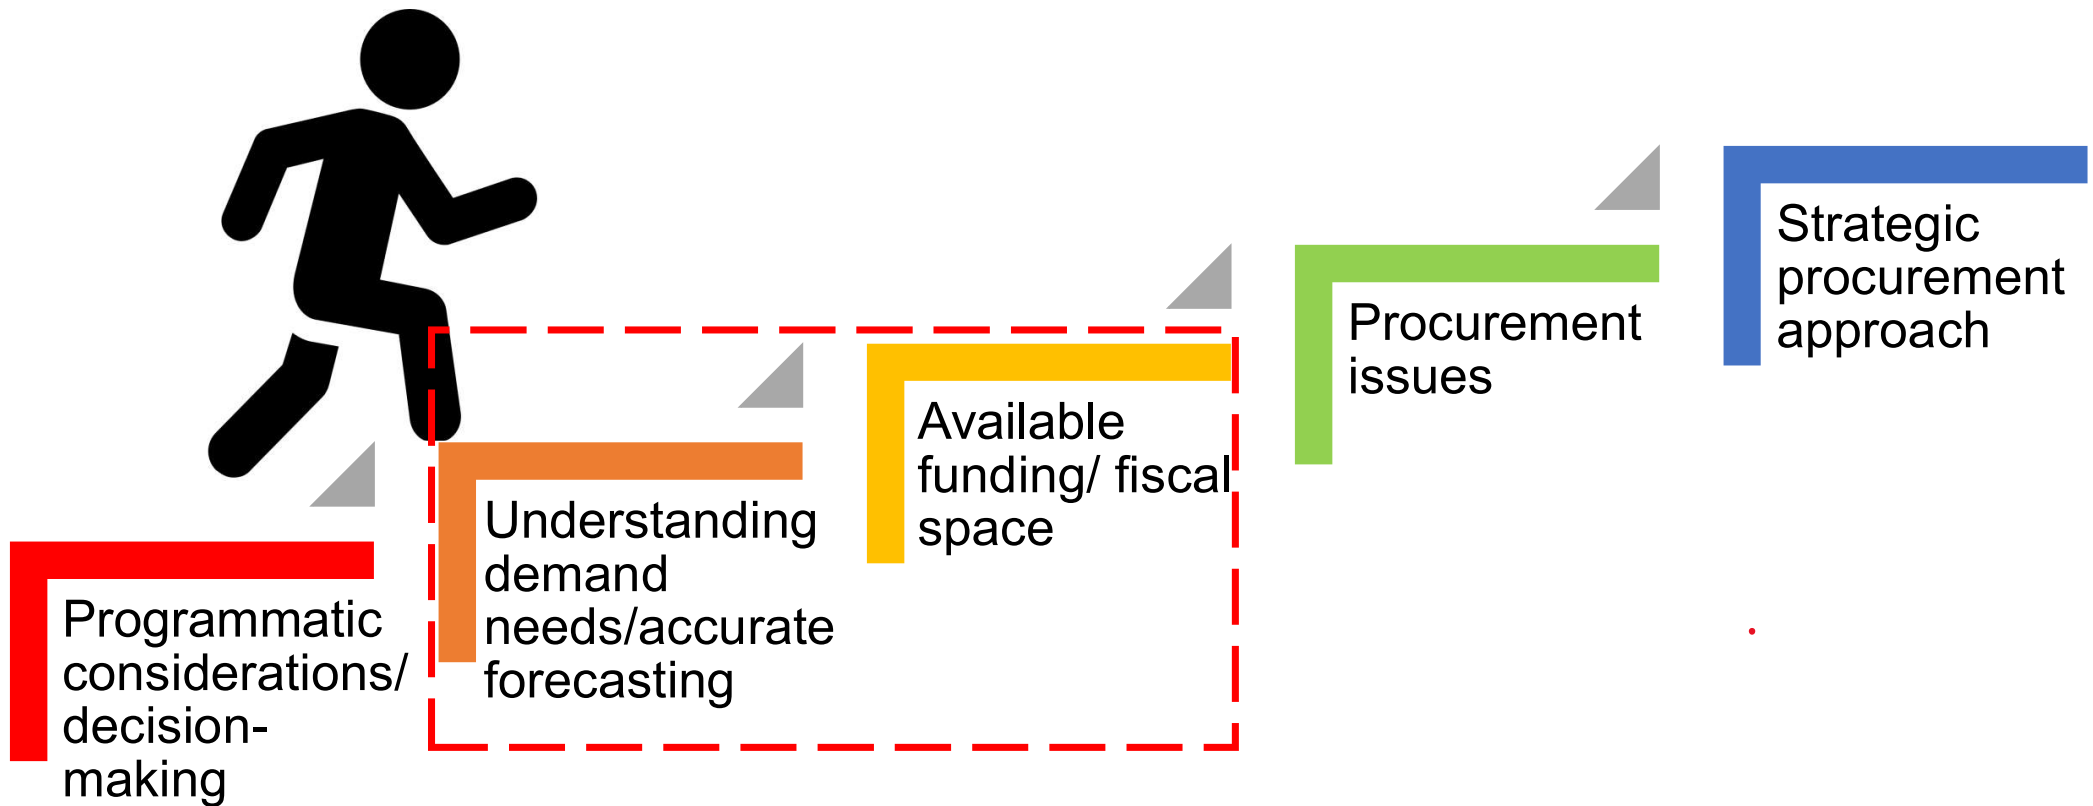 Programmatic
considerations/
decision-
making
Understanding
demand
needs/accurate
forecasting
Available
funding/ fiscal
space
Procurement
issues
Strategic
procurement
approach